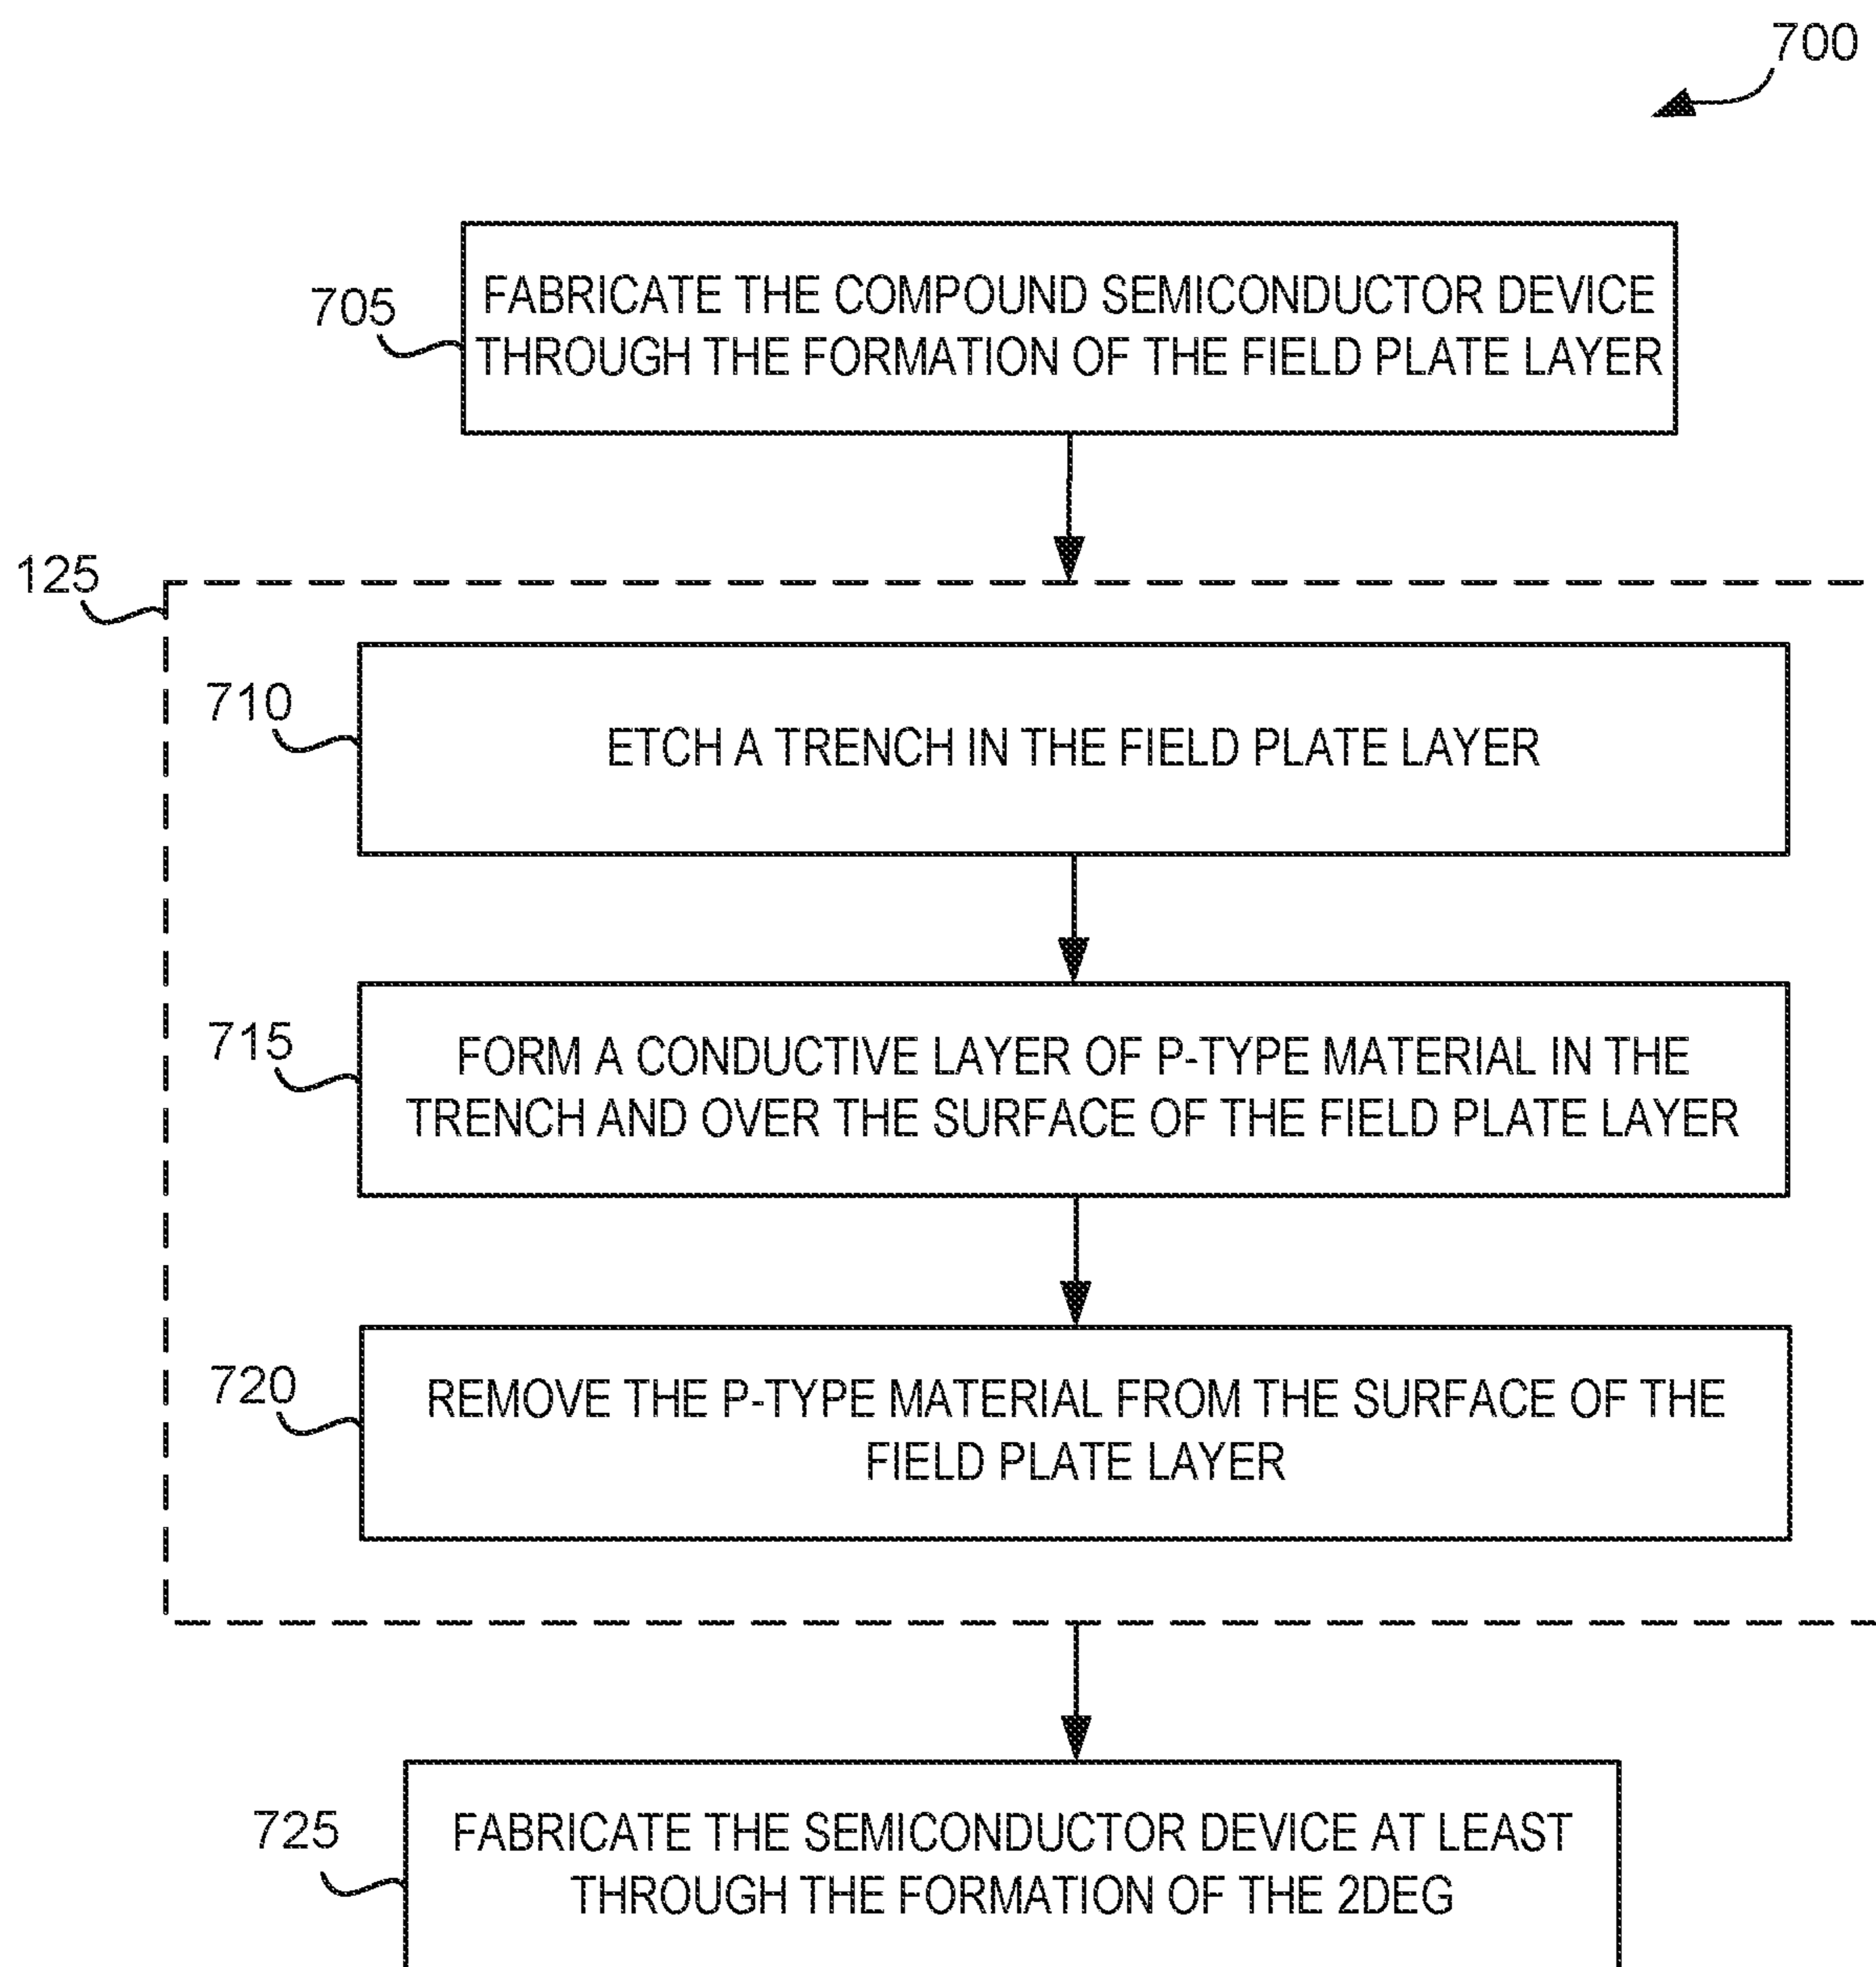 700
705
FABRICATE THE COMPOUND SEMICONDUCTOR DEVICE
THROUGH THE FORMATION OF THE FIELD PLATE LAYER
125
710
ETCH A TRENCH IN THE FIELD PLATE LAYER
715
FORM A CONDUCTIVE LAYER OF P-TYPE MATERIAL IN THE
TRENCH AND OVER THE SURFACE OF THE FIELD PLATE LAYER
720
REMOVE THE P-TYPE MATERIAL FROM THE SURFACE OF THE
FIELD PLATE LAYER
725
FABRICATE THE SEMICONDUCTOR DEVICE AT LEAST
THROUGH THE FORMATION OF THE 2DEG